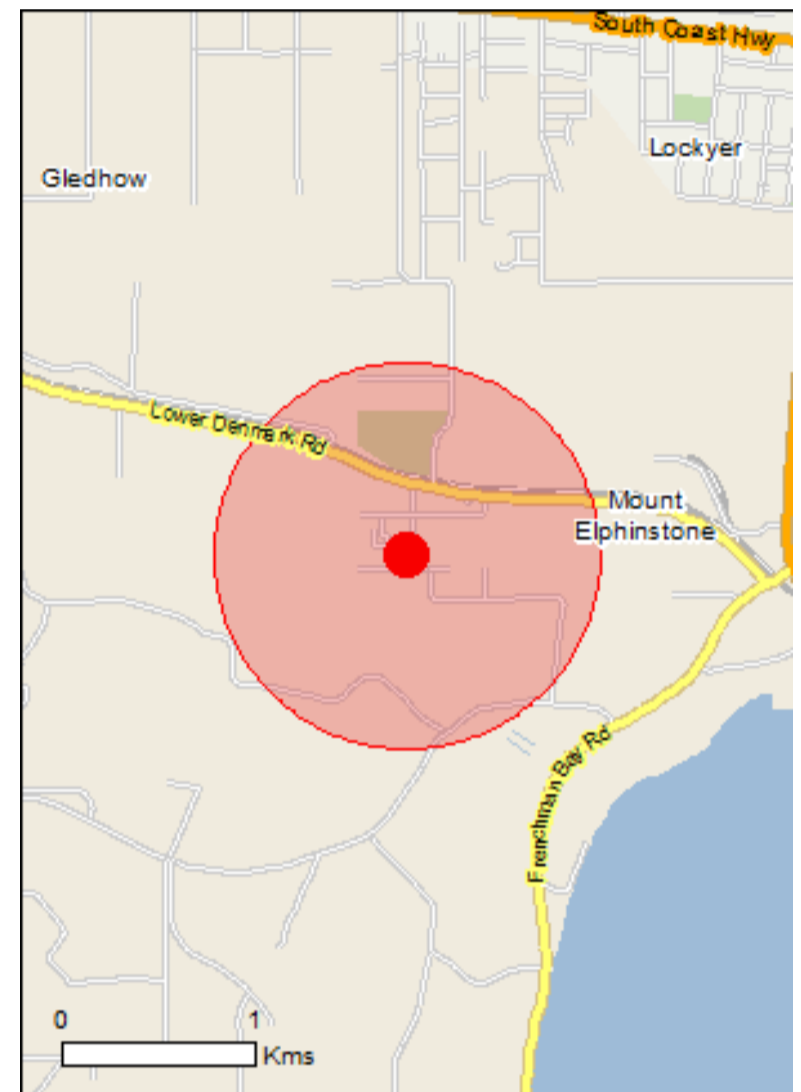 South Coast Hwy
Lockyer
Gledhow
Lower Denmark Rd
Mount
Elphinstone
Frenchman Bay Rd
0 1
Kms